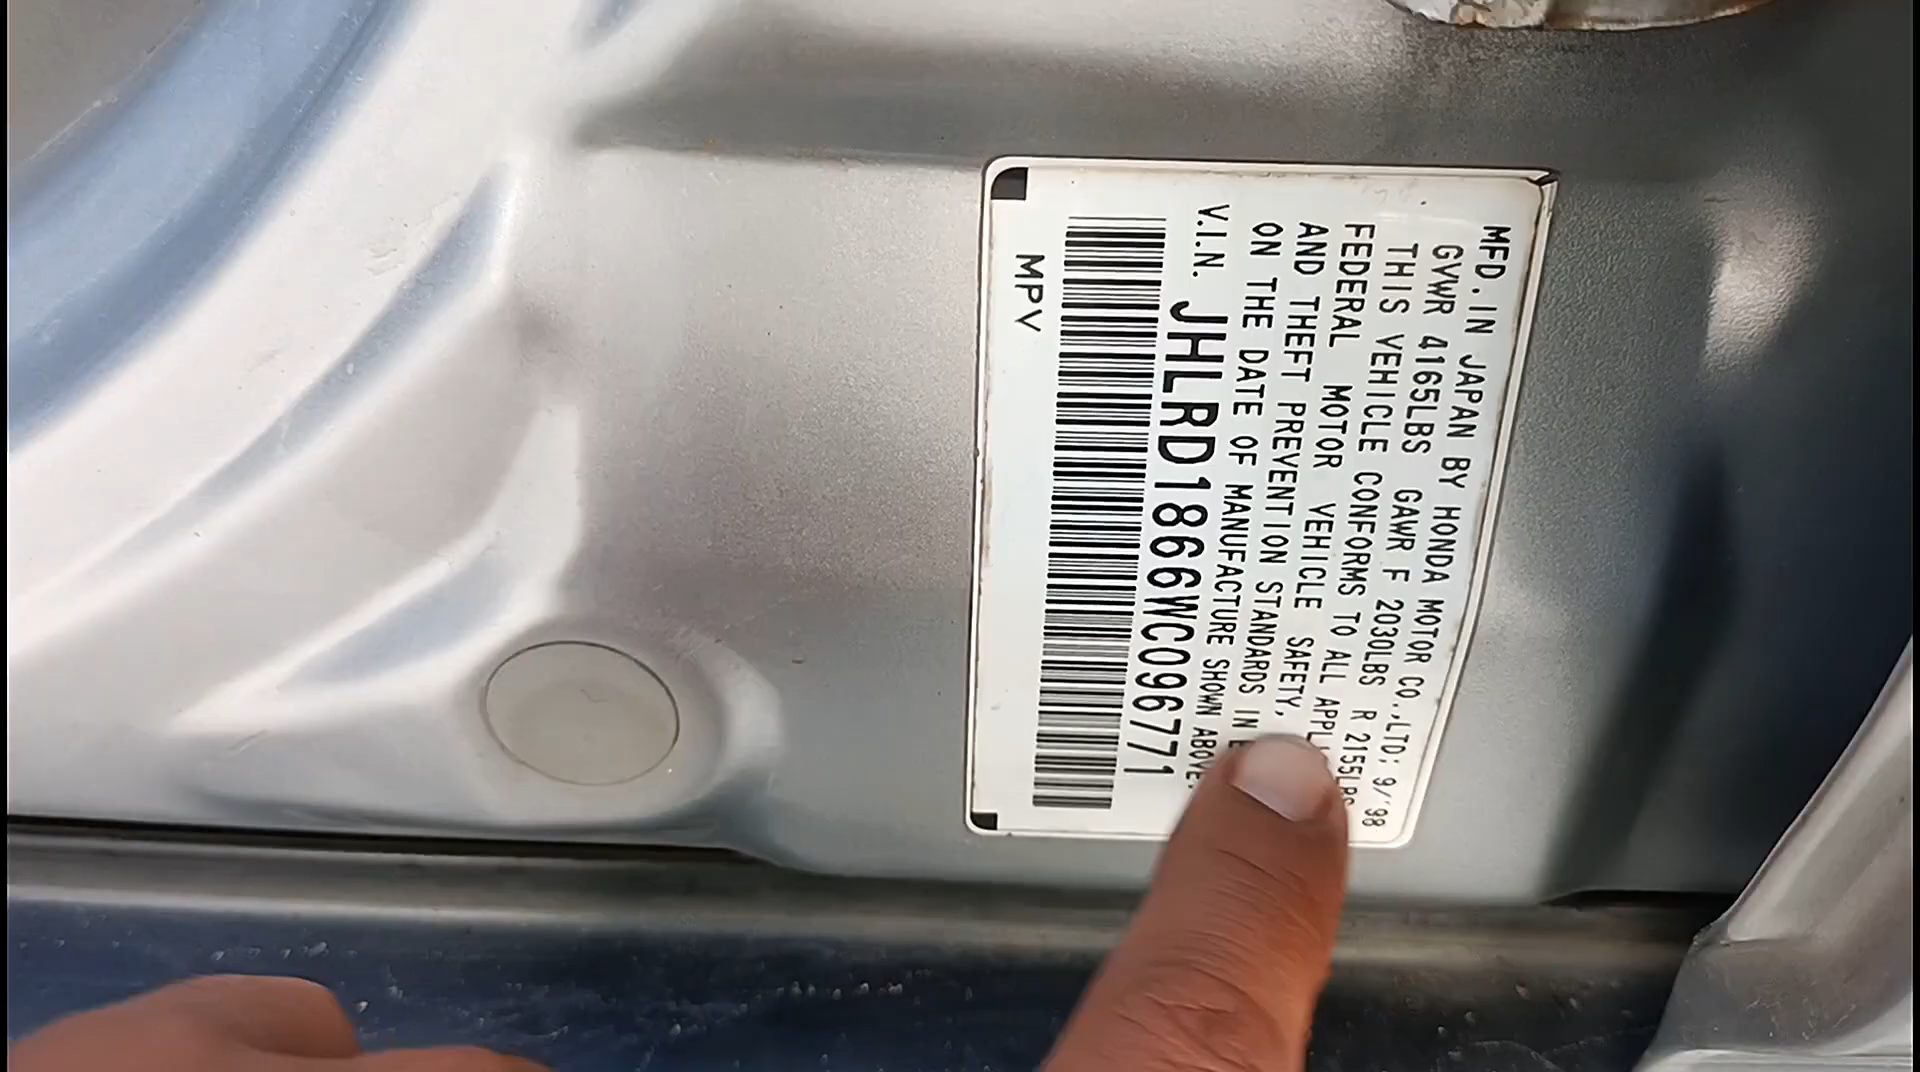 MFD. IN JAPAN BY HONDA MOTOR CO.,LTD; 9/'98
GVWR 4165LBS GAWR F 2030LBS R 2155LBS
THIS VEHICLE CONFORMS TO ALL
FEDERAL MOTOR VEHICLE SAFETY,
AND THEFT PREVENTION STANDARDS IN
ON THE DATE OF MANUFACTURE SHOWN ABOVE.
V.I.N. JHLRD1866WC096771
MPV